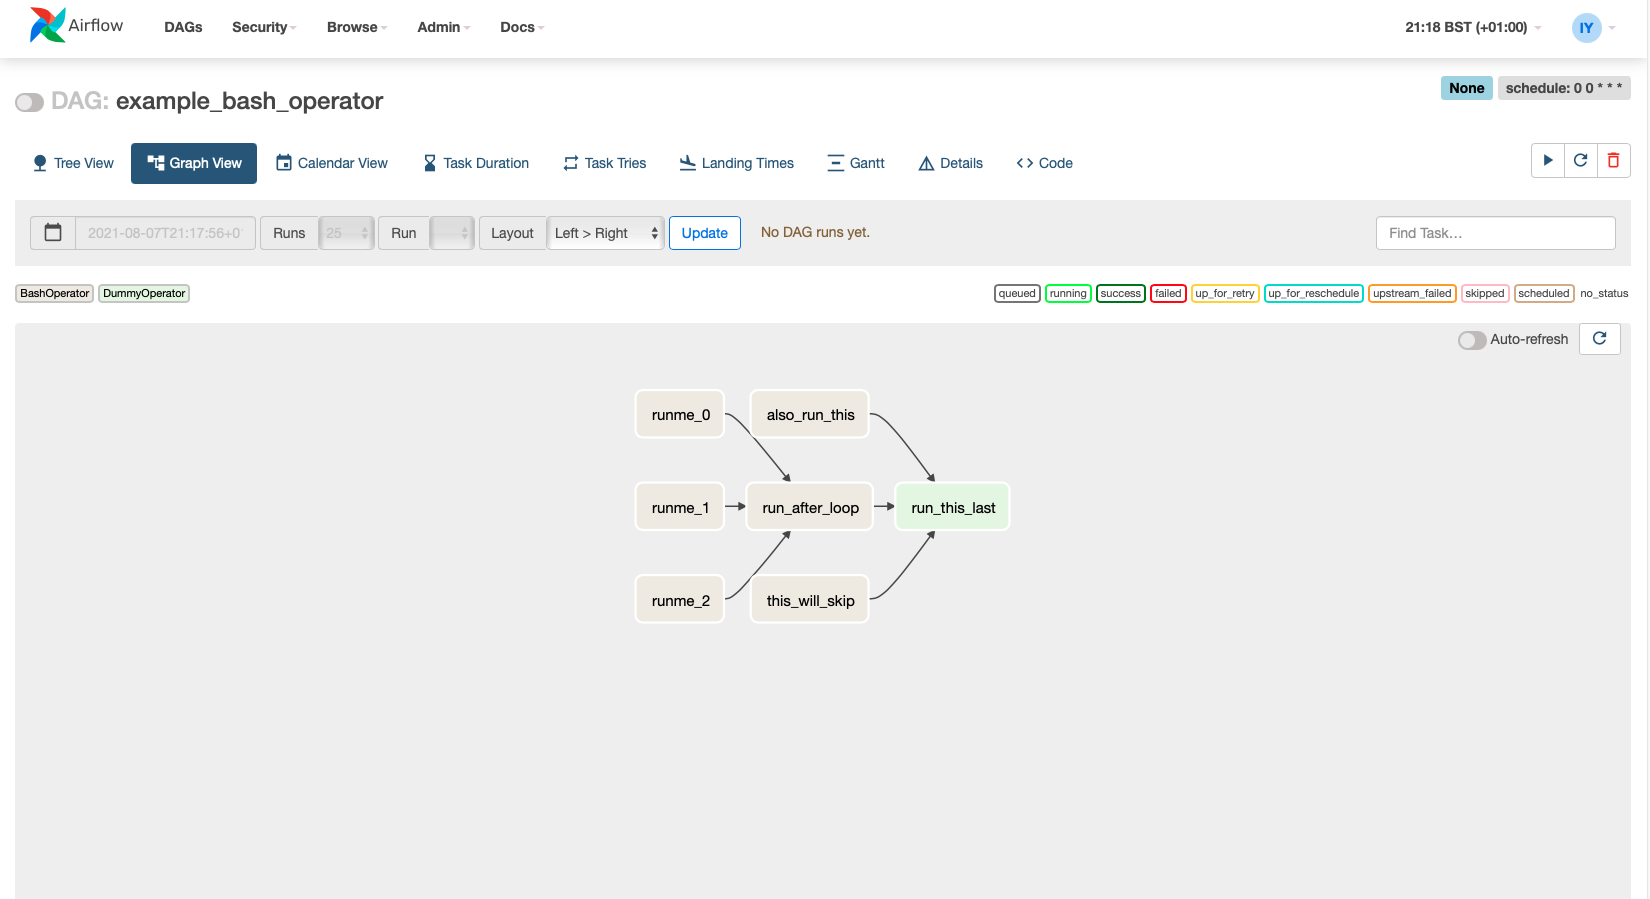 Airflow DAGs Security Browse Admin Docs 21:18 BST (+01:00) IY
DAG: example_bash_operator None schedule: 0 0 * * *
Tree View Graph View Calendar View Task Duration Task Tries Landing Times Gantt Details Code
2021-08-07T21:17:56+0 Runs 25 Run Layout Left > Right Update No DAG runs yet. Find Task...
BashOperator DummyOperator queued running success failed up_for_retry up_for_reschedule upstream_failed skipped scheduled no_status
Auto-refresh
runme_0 also_run_this
runme_1 run_after_loop run_this_last
runme_2 this_will_skip